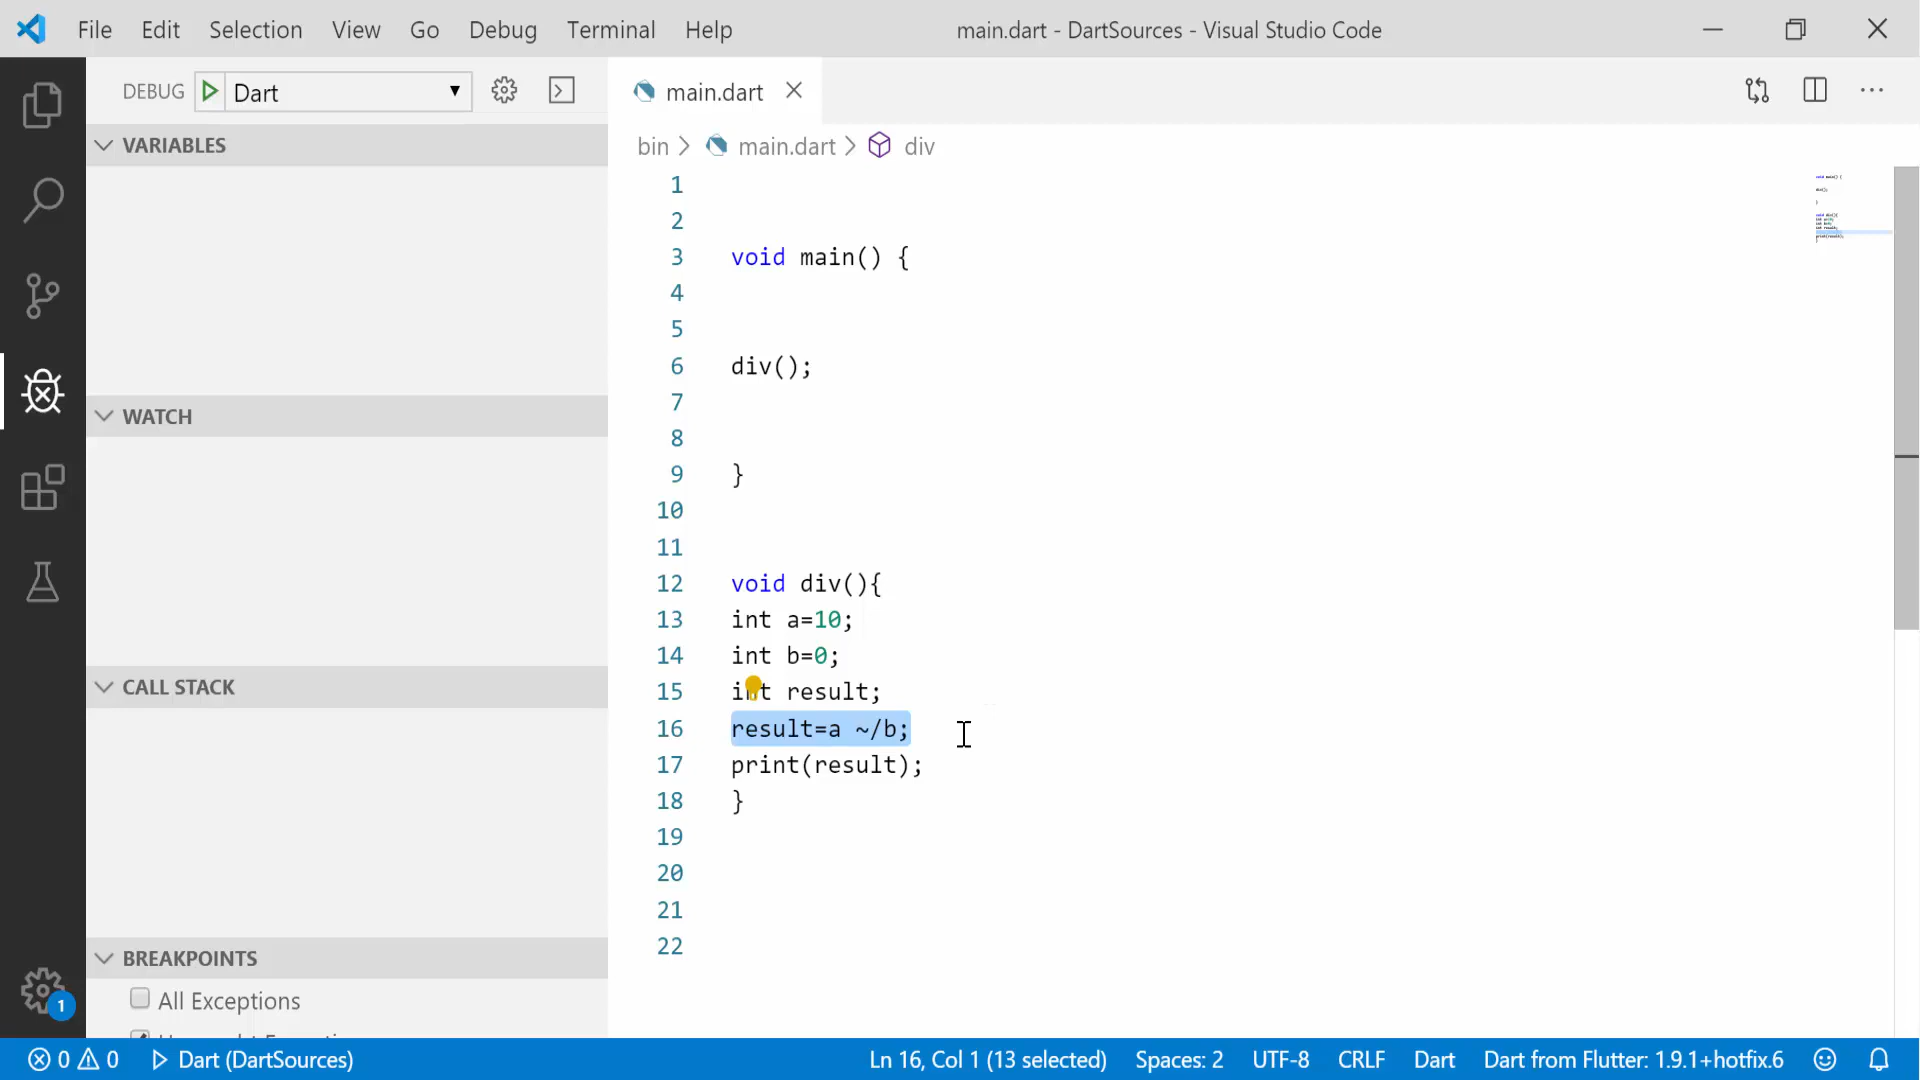 File Edit Selection View Go Debug Terminal Help
main.dart - DartSources - Visual Studio Code
DEBUG Dart
VARIABLES
WATCH
CALL STACK
BREAKPOINTS
All Exceptions
1
main.dart
bin > main.dart > div
1
2
3 void main() {
4
5
6 div();
7
8
9 }
10
11
12 void div(){
13 int a=10;
14 int b=0;
15 int result;
16 result=a ~/b;
17 print(result);
18 }
19
20
21
22
0 0 Dart (DartSources)
Ln 16, Col 1 (13 selected) Spaces: 2 UTF-8 CRLF Dart Dart from Flutter: 1.9.1+hotfix.6